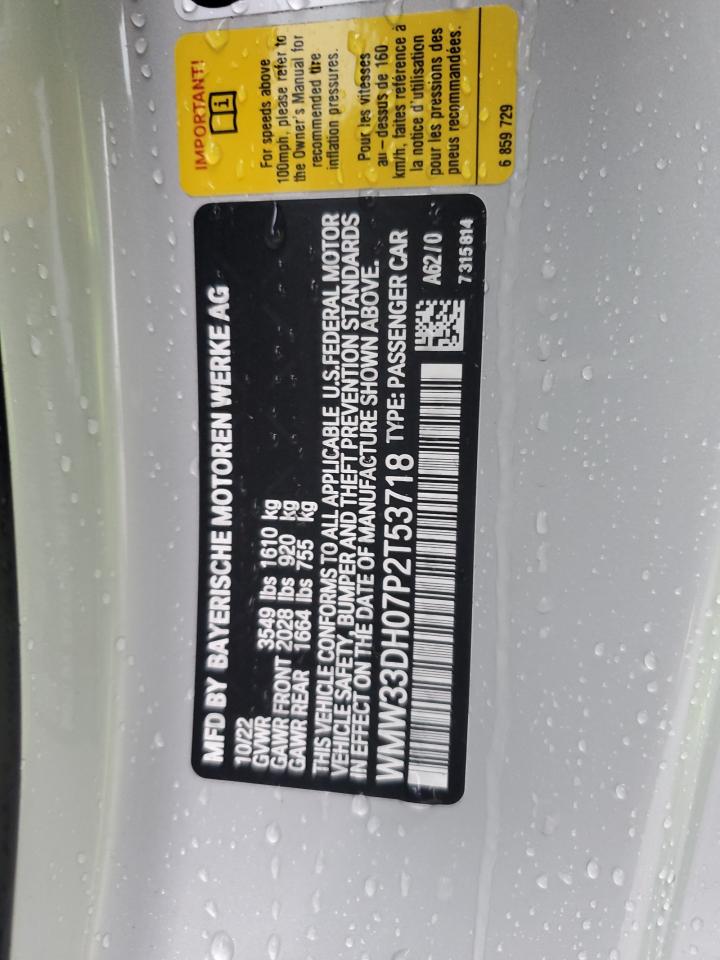 MFD BY BAYERISCHE MOTOREN WERKE AG
10/22
GVWR 3549 lbs 1610 kg
GAWR FRONT 2028 lbs 920 kg
GAWR REAR 1664 lbs 755 kg
THIS VEHICLE CONFORMS TO ALL APPLICABLE U.S.FEDERAL MOTOR
VEHICLE SAFETY, BUMPER AND THEFT PREVENTION STANDARDS
IN EFFECT ON THE DATE OF MANUFACTURE SHOWN ABOVE.
WMW33DH07P2T53718 TYPE: PASSENGER CAR
A62/0
7 315 814
IMPORTANT!
For speeds above
100mph, please refer to
the Owner's Manual for
recommended tire
inflation pressures.
Pour les vitesses
au-dessus de 160
km/h, faites référence à
la notice d'utilisation
pour les pressions des
pneus recommandées.
6 859 729